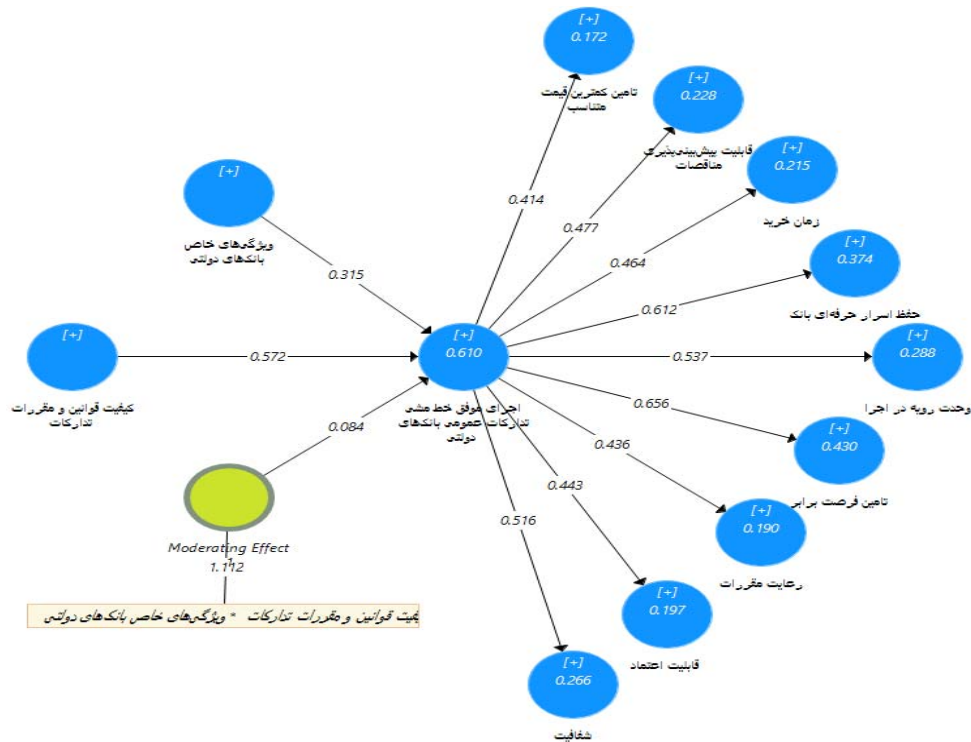 [+]
0.172
تامین کمترین قیمت
متناسب
[+]
0.228
قابلیت پیش‌بینی‌پذیری
مناقصات
[+]
0.215
زمان خرید
[+]
0.374
حفظ اسرار حرفه‌ای بانک
[+]
0.288
وحدت رویه در اجرا
[+]
0.430
تامین فرصت برابر
[+]
0.190
رعایت مقررات
[+]
0.197
قابلیت اعتماد
[+]
0.266
شفافیت
0.414
0.477
0.464
0.612
0.537
0.656
0.436
0.443
0.516
[+]
ویژگی‌های خاص
بانک‌های دولتی
0.315
[+]
کیفیت قوانین و مقررات
تدارکات
0.572
[+]
0.610
اجرای موفق خط مشی
تدارکات عمومی بانک‌های
دولتی
0.084
Moderating Effect
1
1.112
کیفیت قوانین و مقررات تدارکات * ویژگی‌های خاص بانک‌های دولتی